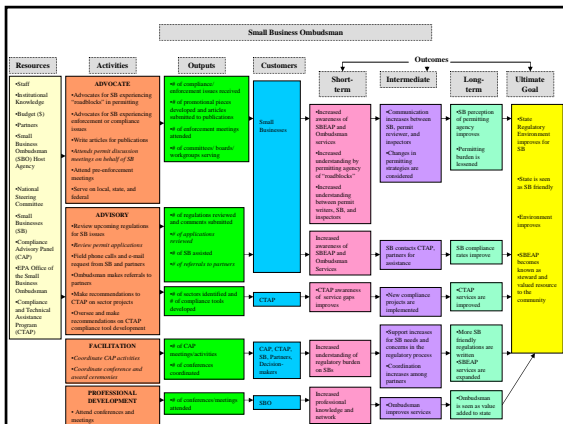 Small Business Ombudsman
Outcomes
Resources
Activities
Outputs
Customers
Short-
term
Intermediate
Long-
term
Ultimate
Goal
•Staff
•Institutional
Knowledge
•Budget ($)
•Partners
•Small
Business
Ombudsman
(SBO) Host
Agency
•National
Steering
Committee
•Small
Businesses
(SB)
•Compliance
Advisory Panel
(CAP)
•EPA Office of
the Small
Business
Ombudsman
•Compliance
and Technical
Assistance
Program
(CTAP)
ADVOCATE
•Advocates for SB experiencing
"roadblocks" in permitting
•Advocates for SB experiencing
enforcement or compliance
issues
•Write articles for publications
•Attend permit discussion
meetings on behalf of SB
•Attend pre-enforcement
meetings
•Serve on local, state, and
federal
ADVISORY
•Review upcoming regulations
for SB issues
•Review permit applications
•Field phone calls and e-mail
request from SB and partners
•Ombudsman makes referrals to
partners
•Make recommendations to
CTAP on sector projects
•Oversee and make
recommendations on CTAP
compliance tool development
FACILITATION
•Coordinate CAP activities
•Coordinate conference and
award ceremonies
PROFESSIONAL
DEVELOPMENT
• Attend conferences and
meetings
•# of compliance/
enforcement issues received
•# of promotional pieces
developed and articles
submitted to publications
•# of enforcement meetings
attended
•# of committees/ boards/
workgroups serving
•# of regulations reviewed and
comments submitted
•# of applications
reviewed
•# of SB assisted
•# of referrals to partners
•# of sectors identified and #
of compliance tools
developed
•# of CAP
meetings/activities
•# of conferences
coordinated
•# of conferences/meetings
attended
Small
Businesses
CTAP
CAP, CTAP,
SB, Partners,
Decision-
makers
SBO
•Increased
awareness of
SBEAP and
Ombudsman
services
•Increased
understanding by
permitting agency
of "roadblocks"
•Increased
understanding
between permit
writers, SB, and
inspectors
Increased
awareness of
SBEAP and
Ombudsman
Services
•CTAP awareness
of service gaps
improves
Increased
understanding of
regulatory burden
on SBs
Increased
professional
knowledge and
network
•Communication
increases between SB,
permit reviewer, and
inspectors
•Changes in
permitting
strategies are
considered
SB contacts CTAP,
partners for
assistance
•New compliance
projects are
implemented
•Support increases
for SB needs and
concerns in the
regulatory process
•Coordination
increases among
partners
•Ombudsman
improves services
•SB perception of
permitting
agency improves
•Permitting
burden is
lessened
SB compliance
rates improve
•CTAP
services are
improved
•More SB
friendly
regulations are
written
•SBEAP
services are
expanded
•Ombudsman
is seen as value
added to state
•State
Regulatory
Environment
improves for
SB
•State is seen
as SB friendly
•Environment
improves
•SBEAP
becomes
known as
steward and
valued
resource to the
community